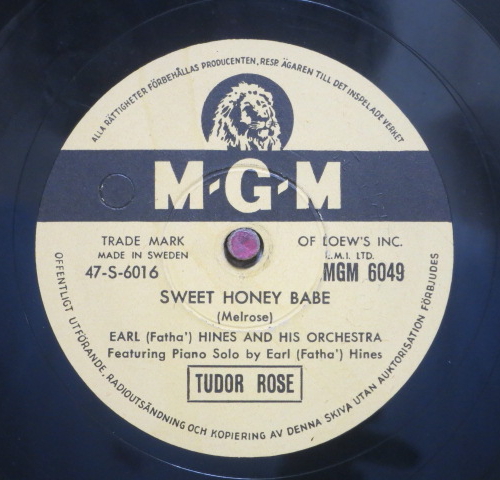 ALLA RÄTTIGHETER FÖRBEHÅLLAS PRODUCENTEN, RESP. ÄGAREN TILL DET INSPELADE VERKET
M-G-M
TRADE MARK OF LOEW'S INC.
MADE IN SWEDEN E.M.I. LTD.
47-S-6016 MGM 6049
SWEET HONEY BABE
(Melrose)
EARL (Fatha') HINES AND HIS ORCHESTRA
Featuring Piano Solo by Earl (Fatha') Hines
TUDOR ROSE
OFFENTLIGT UTFÖRANDE, RADIOUTSÄNDNING OCH KOPIERING AV DENNA SKIVA UTAN AUKTORISATION FÖRBJUDES